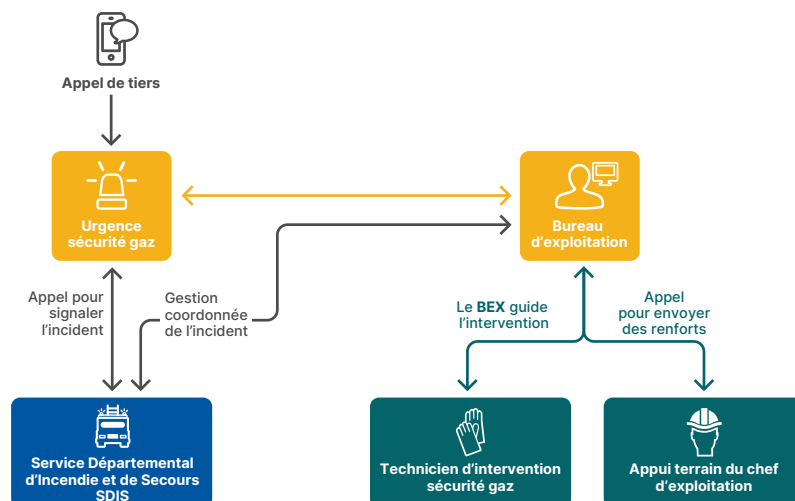 Appel de tiers
Urgence
sécurité gaz
Bureau
d'exploitation
Appel pour
signaler
l'incident
Gestion
coordonnée
de l'incident
Le BEX guide
l'intervention
Appel
pour envoyer
des renforts
Service Départemental
d'Incendie et de Secours
SDIS
Technicien d'intervention
sécurité gaz
Appui terrain du chef
d'exploitation